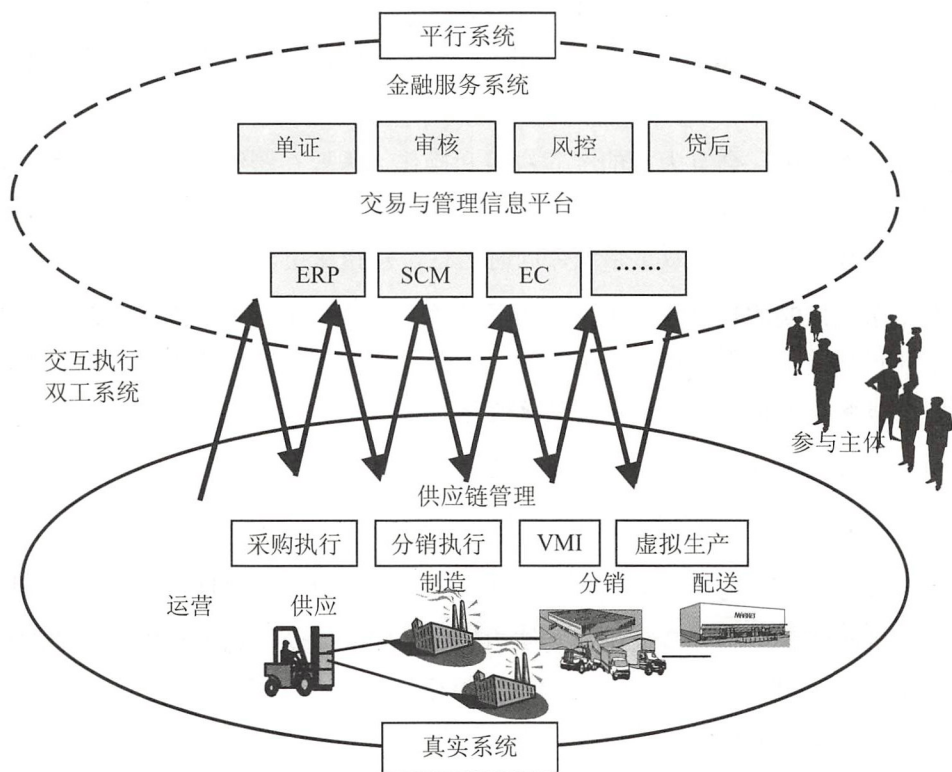 平行系统
金融服务系统
单证 审核 风控 贷后
交易与管理信息平台
ERP SCM EC ……
交互执行
双工系统
参与主体
供应链管理
采购执行 分销执行 VMI 虚拟生产
制造 分销 配送
运营 供应
真实系统